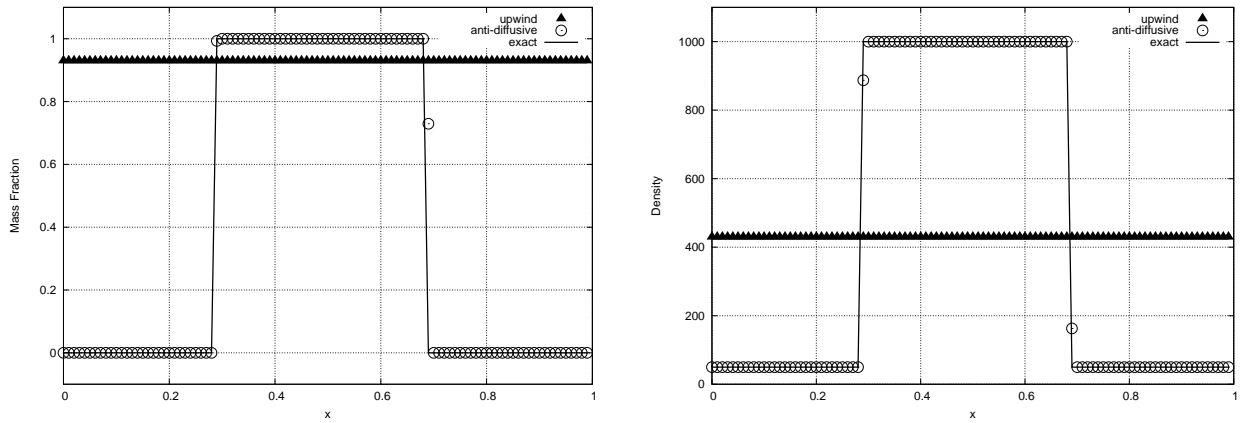 upwind
anti-diffusive
exact
1
0.8
0.6
0.4
0.2
0
Mass Fraction
0 0.2 0.4 0.6 0.8 1
x
upwind
anti-diffusive
exact
1000
800
600
400
200
0
Density
0 0.2 0.4 0.6 0.8 1
x